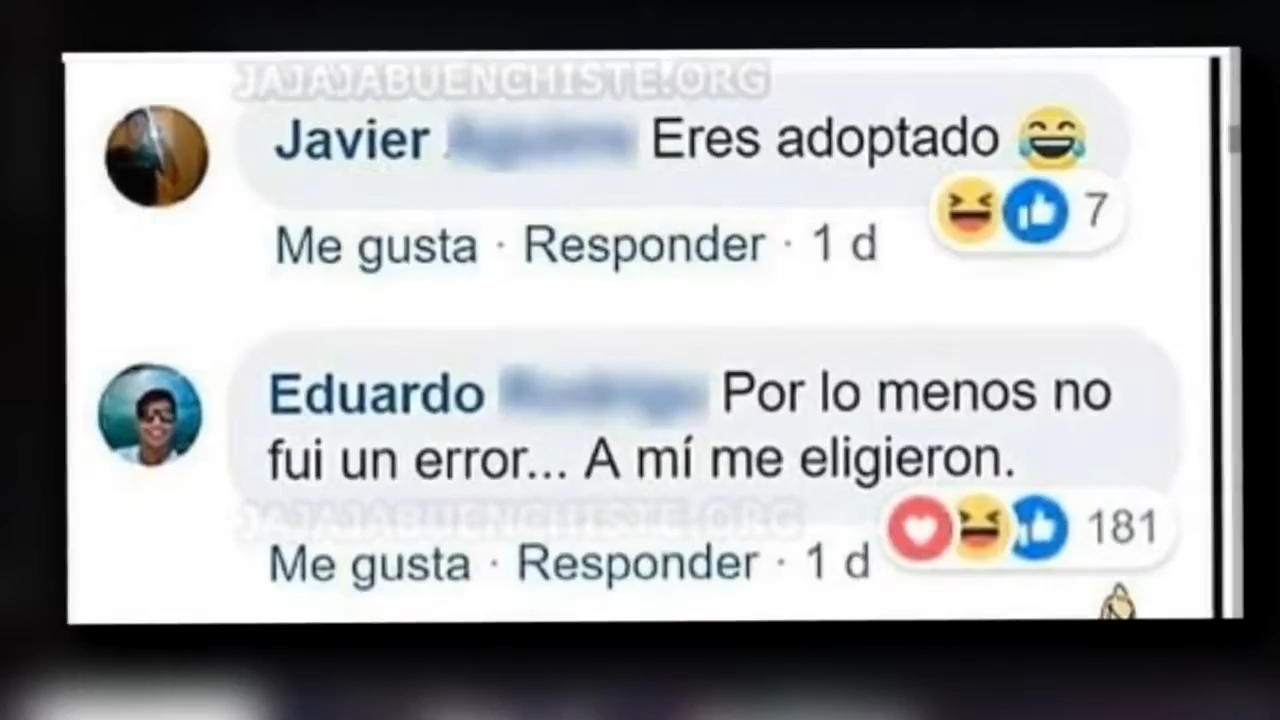 JAJAJABUENCHISTE.ORG
Javier Eres adoptado
7
Me gusta · Responder · 1 d
Eduardo Por lo menos no
fui un error... A mí me eligieron.
JAJAJABUENCHISTE.ORG
181
Me gusta · Responder · 1 d